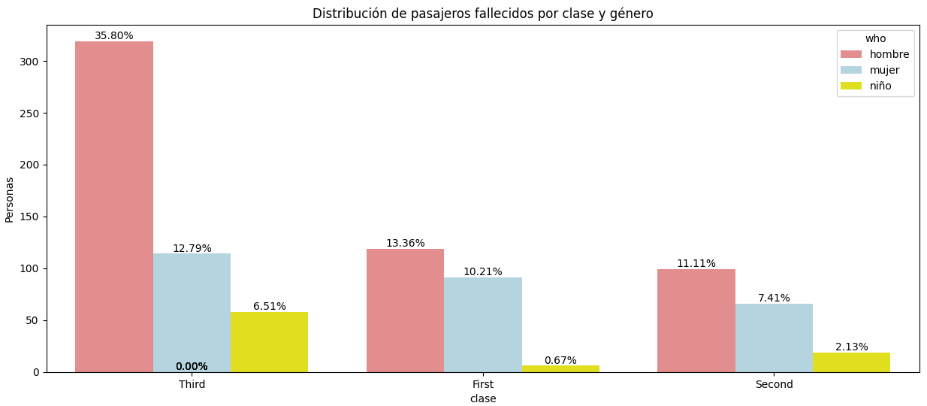 Distribución de pasajeros fallecidos por clase y género
who
hombre
mujer
niño
Personas
300
250
200
150
100
50
0
35.80%
12.79%
6.51%
0.00%
13.36%
10.21%
0.67%
11.11%
7.41%
2.13%
Third
First
Second
clase